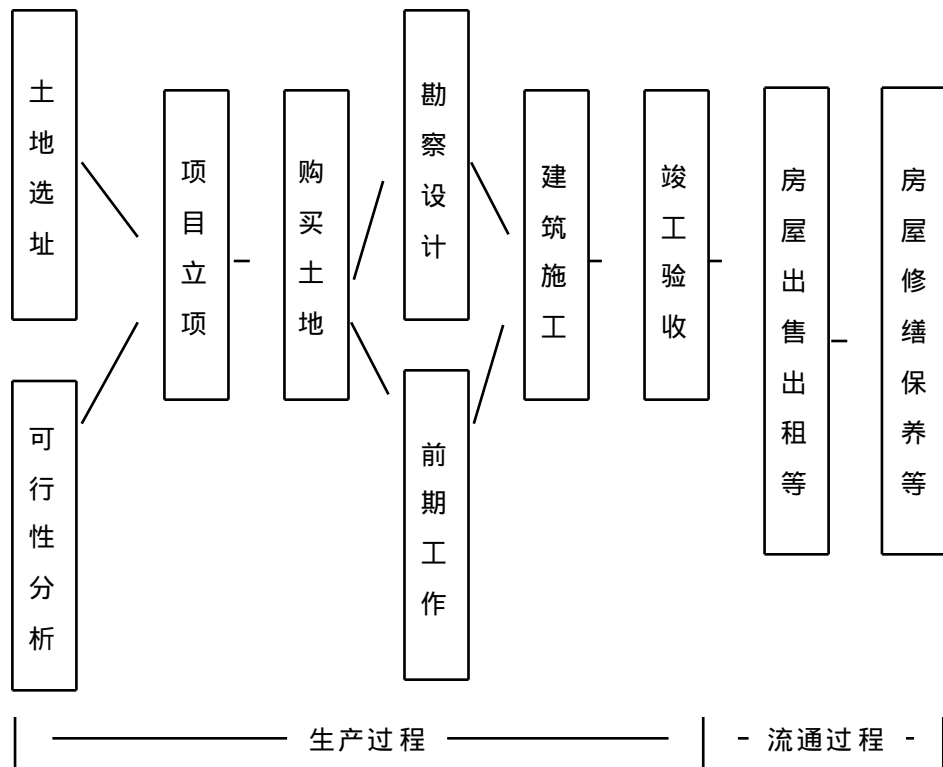 土地选址
可行性分析
项目立项
购买土地
勘察设计
前期工作
建筑施工
竣工验收
房屋出售出租等
房屋修缮保养等
生产过程
流通过程